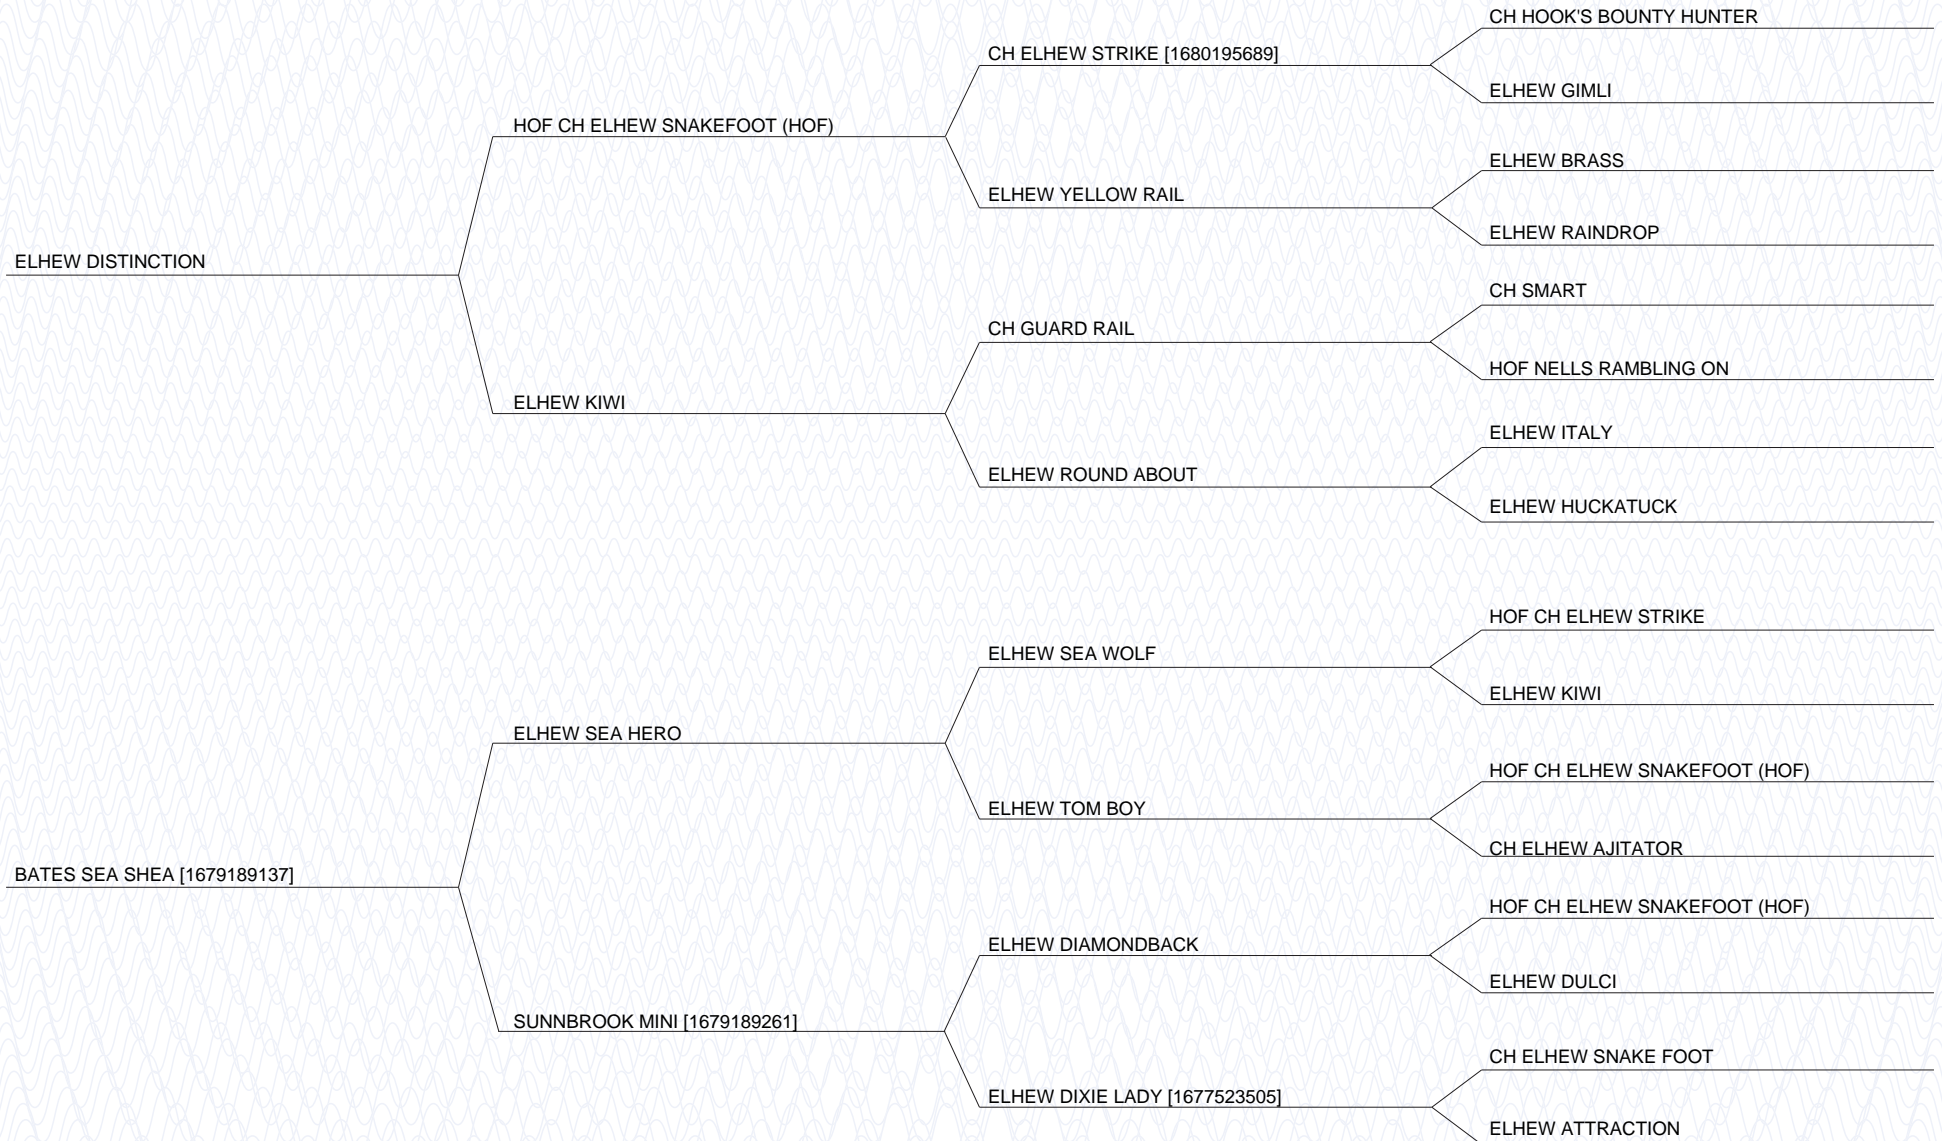 CH HOOK'S BOUNTY HUNTER
CH ELHEW STRIKE [1680195689]
ELHEW GIMLI
HOF CH ELHEW SNAKEFOOT (HOF)
ELHEW BRASS
ELHEW YELLOW RAIL
ELHEW RAINDROP
ELHEW DISTINCTION
CH SMART
CH GUARD RAIL
HOF NELLS RAMBLING ON
ELHEW KIWI
ELHEW ITALY
ELHEW ROUND ABOUT
ELHEW HUCKATUCK
HOF CH ELHEW STRIKE
ELHEW SEA WOLF
ELHEW KIWI
ELHEW SEA HERO
HOF CH ELHEW SNAKEFOOT (HOF)
ELHEW TOM BOY
CH ELHEW AJITATOR
BATES SEA SHEA [1679189137]
HOF CH ELHEW SNAKEFOOT (HOF)
ELHEW DIAMONDBACK
ELHEW DULCI
SUNNBROOK MINI [1679189261]
CH ELHEW SNAKE FOOT
ELHEW DIXIE LADY [1677523505]
ELHEW ATTRACTION